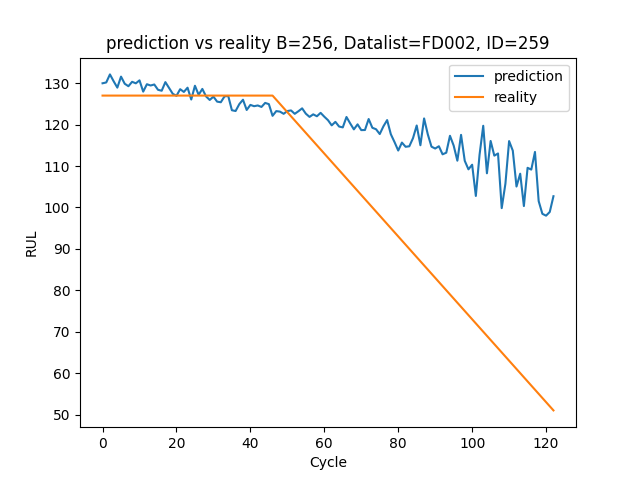 prediction vs reality B=256, Datalist=FD002, ID=259
prediction
reality
130
120
110
100
90
80
70
60
50
RUL
0 20 40 60 80 100 120
Cycle